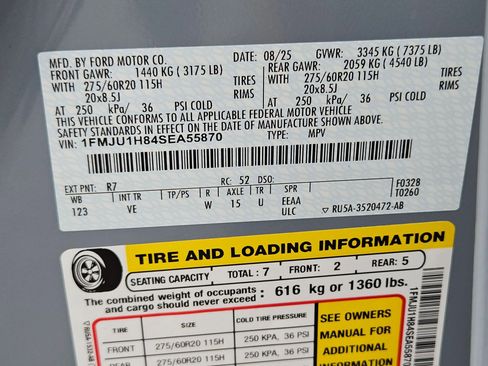 MFD. BY FORD MOTOR CO. 08/25 GVWR: 3345 KG ( 7375 LB)
FRONT GAWR: 1440 KG ( 3175 LB) REAR GAWR: 2059 KG ( 4540 LB)
WITH 275/60R20 115H TIRES WITH 275/60R20 115H TIRES
20x8.5J RIMS 20x8.5J RIMS
AT 250 kPa/ 36 PSI COLD AT 250 kPa/ 36 PSI COLD
THIS VEHICLE CONFORMS TO ALL APPLICABLE FEDERAL MOTOR VEHICLE
SAFETY STANDARDS IN EFFECT ON THE DATE OF MANUFACTURE SHOWN ABOVE.
VIN: 1FMJU1H84SEA55870 TYPE: MPV
EXT PNT: R7 RC: 52 DSO: F0328
WB INT TR TP/PS R AXLE TR SPR T0260
123 VE W 15 U EEAA
ULC ▽ RU5A-3520472-AB
TIRE AND LOADING INFORMATION
SEATING CAPACITY TOTAL: 7 FRONT: 2 REAR: 5
The combined weight of occupants and cargo should never exceed: 616 kg or 1360 lbs.
TIRE SIZE COLD TIRE PRESSURE
FRONT 275/60R20 115H 250 KPA, 36 PSI
REAR 275/60R20 115H 250 KPA, 36 PSI
SEE OWNERS
MANUAL FOR
ADDITIONAL
INFORMATION